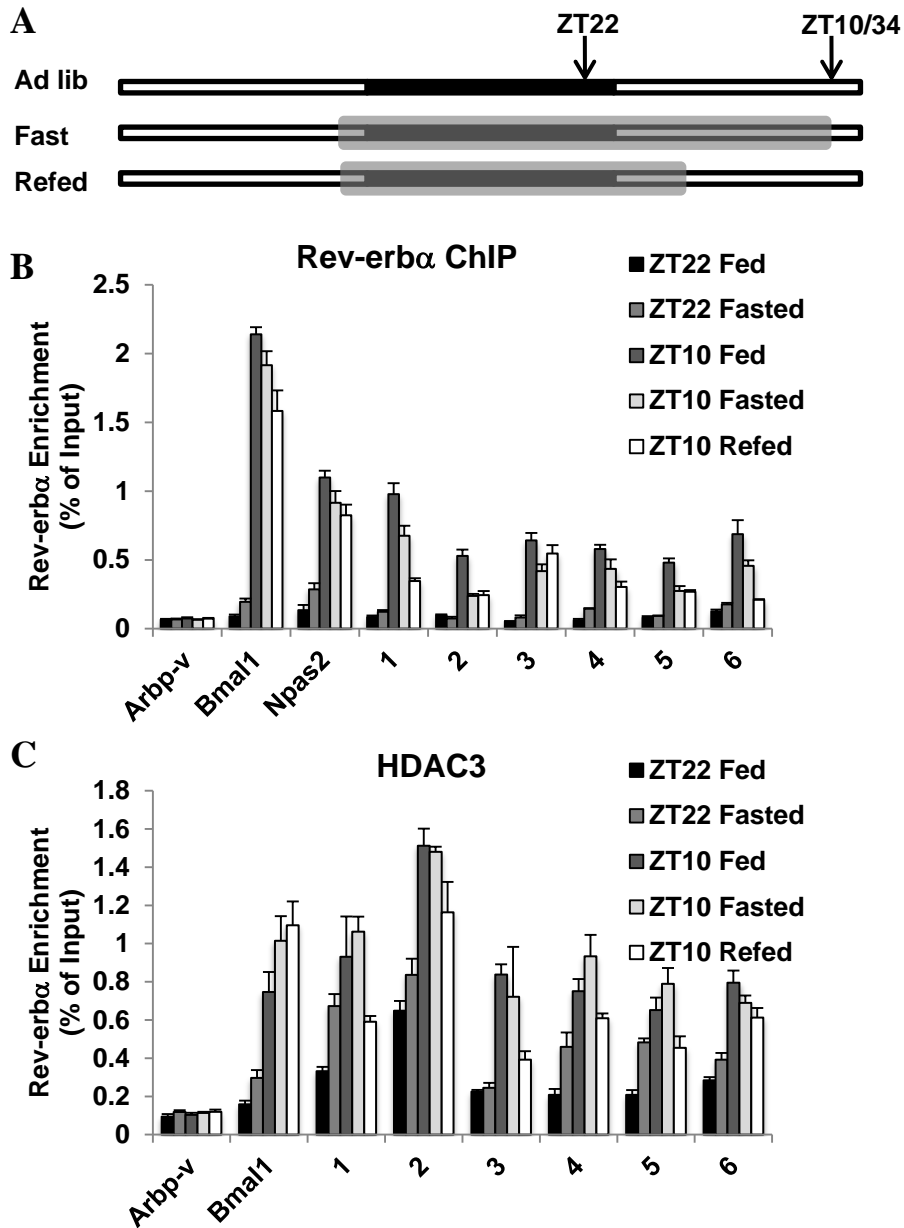 A
ZT22
ZT10/34
Ad lib
Fast
Refed
B
Rev-erbα ChIP
Rev-erbα Enrichment
(% of Input)
2.5
2
1.5
1
0.5
0
ZT22 Fed
ZT22 Fasted
ZT10 Fed
ZT10 Fasted
ZT10 Refed
Arbp-v
Bmal1
Npas2
1
2
3
4
5
6
C
HDAC3
Rev-erbα Enrichment
(% of Input)
1.8
1.6
1.4
1.2
1
0.8
0.6
0.4
0.2
0
ZT22 Fed
ZT22 Fasted
ZT10 Fed
ZT10 Fasted
ZT10 Refed
Arbp-v
Bmal1
1
2
3
4
5
6